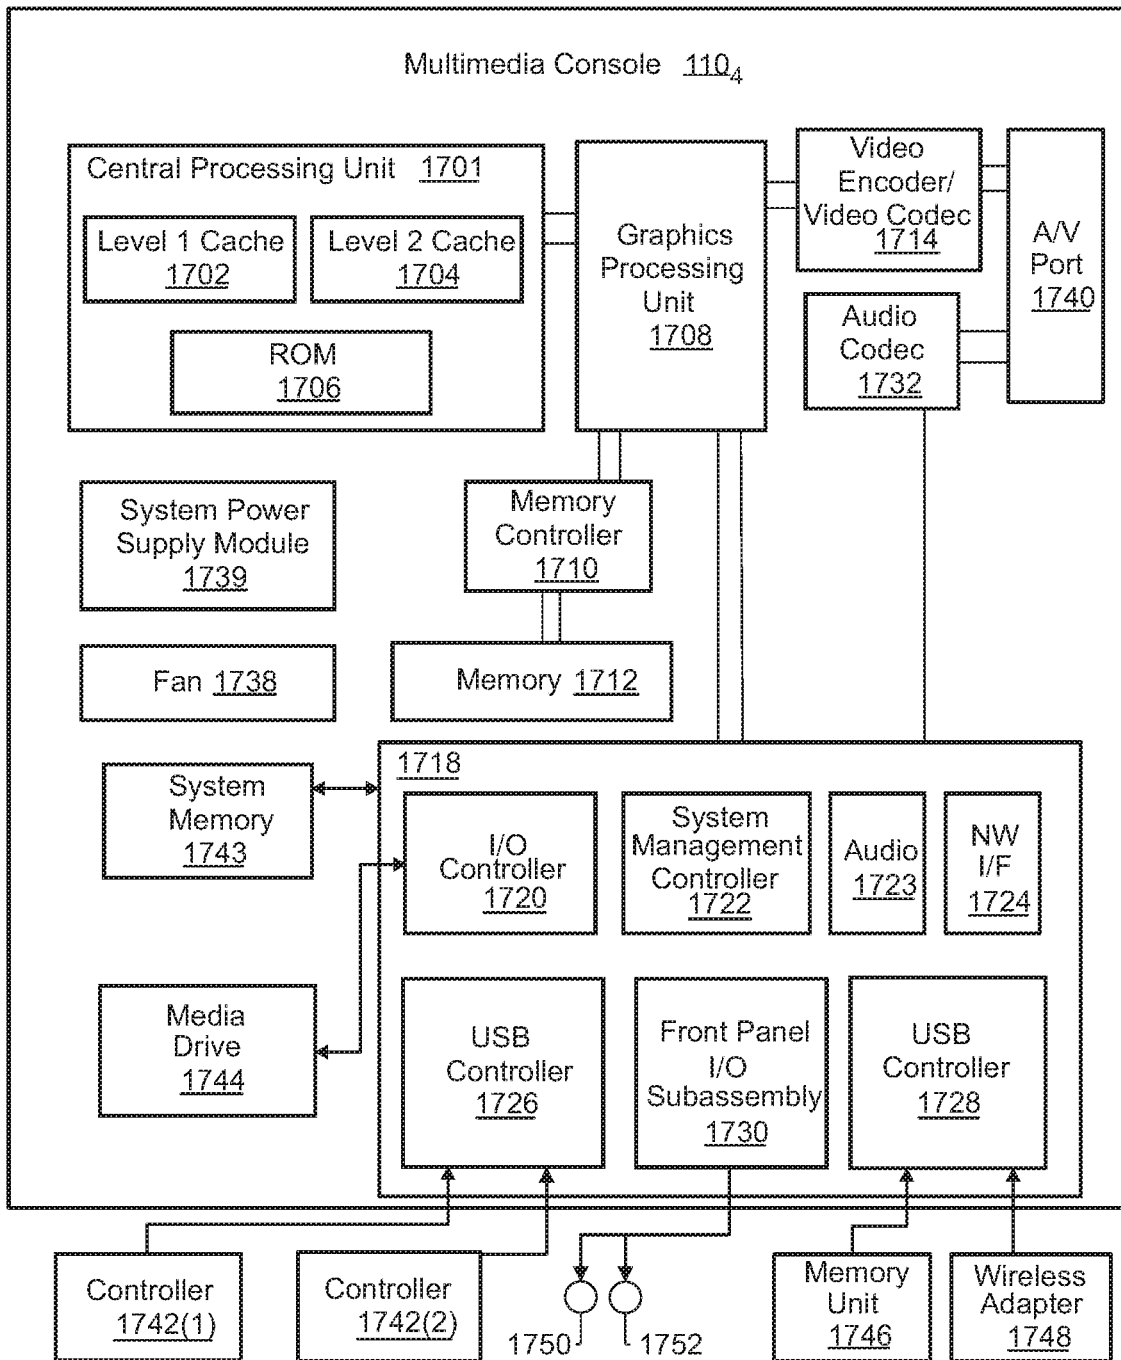 Multimedia Console 110₄
Central Processing Unit 1701
Level 1 Cache
1702
Level 2 Cache
1704
ROM
1706
Graphics
Processing
Unit
1708
Video
Encoder/
Video Codec
1714
A/V
Port
1740
Audio
Codec
1732
System Power
Supply Module
1739
Memory
Controller
1710
Fan 1738
Memory 1712
System
Memory
1743
1718
I/O
Controller
1720
System
Management
Controller
1722
Audio
1723
NW
I/F
1724
Media
Drive
1744
USB
Controller
1726
Front Panel
I/O
Subassembly
1730
USB
Controller
1728
Controller
1742(1)
Controller
1742(2)
1750
1752
Memory
Unit
1746
Wireless
Adapter
1748